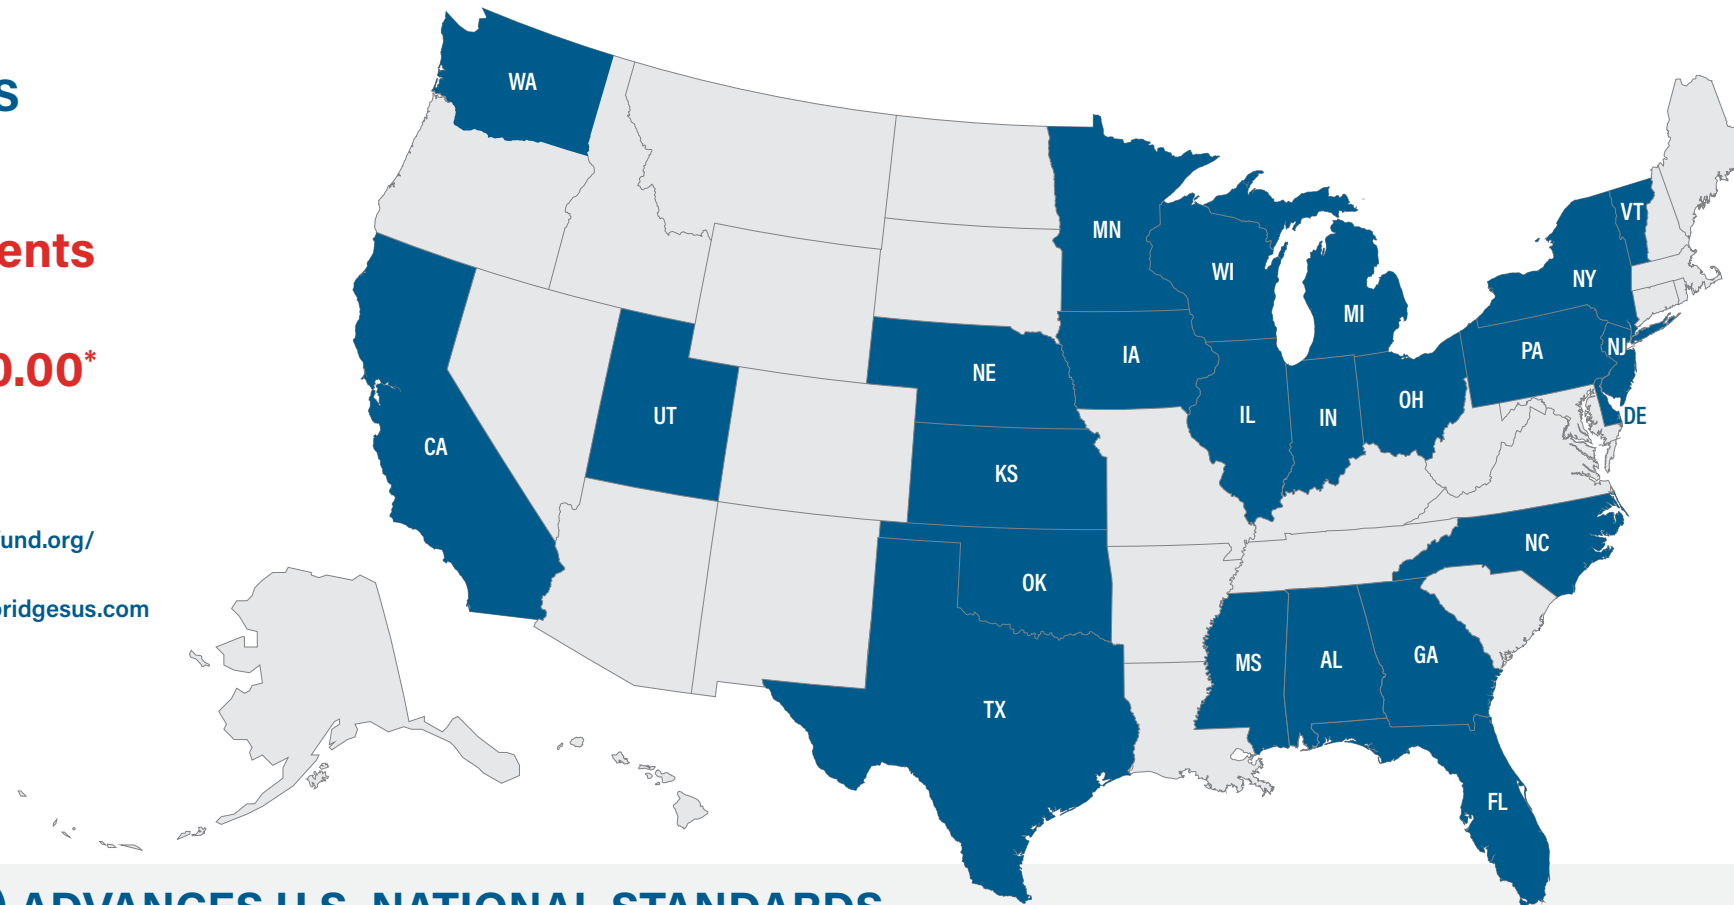 s
ents
0.00*
und.org/
bridgesus.com
WA
MN
VT
WI
NY
MI
IA
PA
NJ
NE
UT
IL
IN
OH
DE
CA
KS
NC
OK
MS
AL
GA
TX
FL
) ADVANCES U.S. NATIONAL STANDARDS